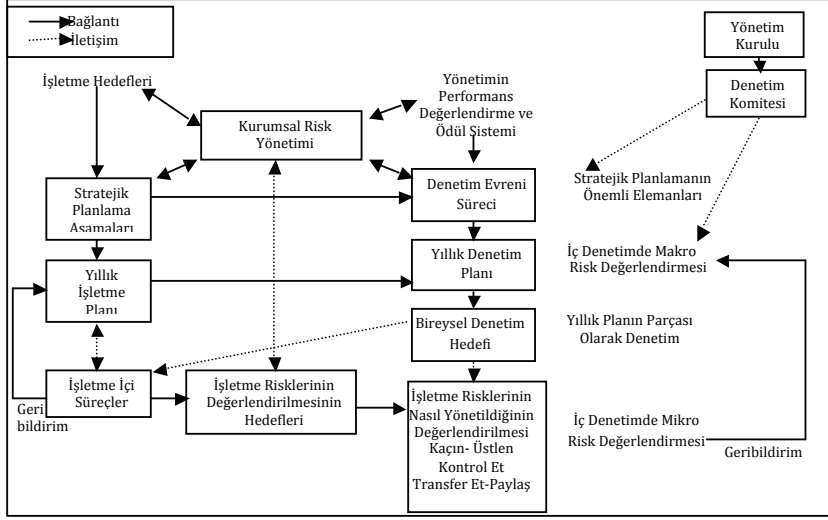 Bağlantı
İletişim
Yönetim
Kurulu
Denetim
Komitesi
İşletme Hedefleri
Kurumsal Risk
Yönetimi
Yönetimin
Performans
Değerlendirme ve
Ödül Sistemi
Stratejik
Planlama
Aşamaları
Denetim Evreni
Süreci
Stratejik Planlamanın
Önemli Elemanları
Yıllık
İşletme
Planı
Yıllık Denetim
Planı
İç Denetimde Makro
Risk Değerlendirmesi
Bireysel Denetim
Hedefi
Yıllık Planın Parçası
Olarak Denetim
İşletme İçi
Süreçler
Geri
bildirim
İşletme Risklerinin
Değerlendirilmesinin
Hedefleri
İşletme Risklerinin
Nasıl Yönetildiğinin
Değerlendirilmesi
Kaçın- Üstlen
Kontrol Et
Transfer Et-Paylaş
İç Denetimde Mikro
Risk Değerlendirmesi
Geribildirim